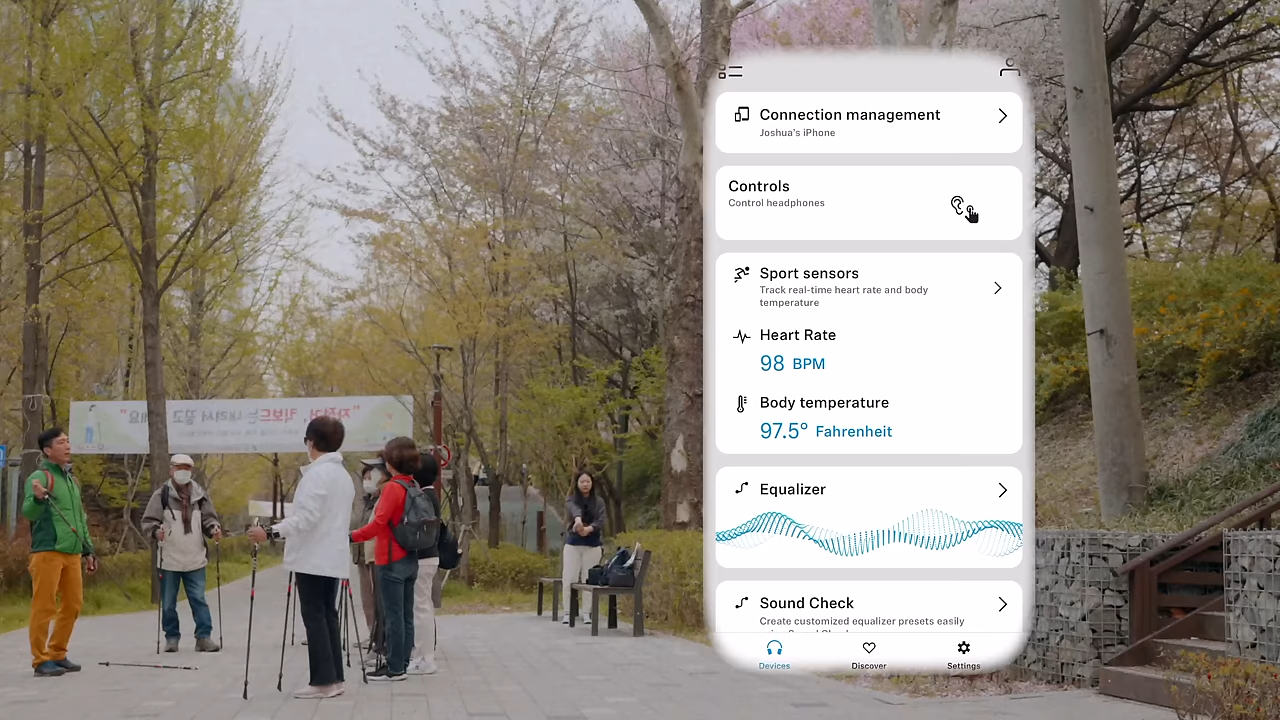 Connection management
Joshua's iPhone
Controls
Control headphones
Sport sensors
Track real-time heart rate and body
temperature
Heart Rate
98 BPM
Body temperature
97.5° Fahrenheit
Equalizer
Sound Check
Create customized equalizer presets easily
Devices
Discover
Settings